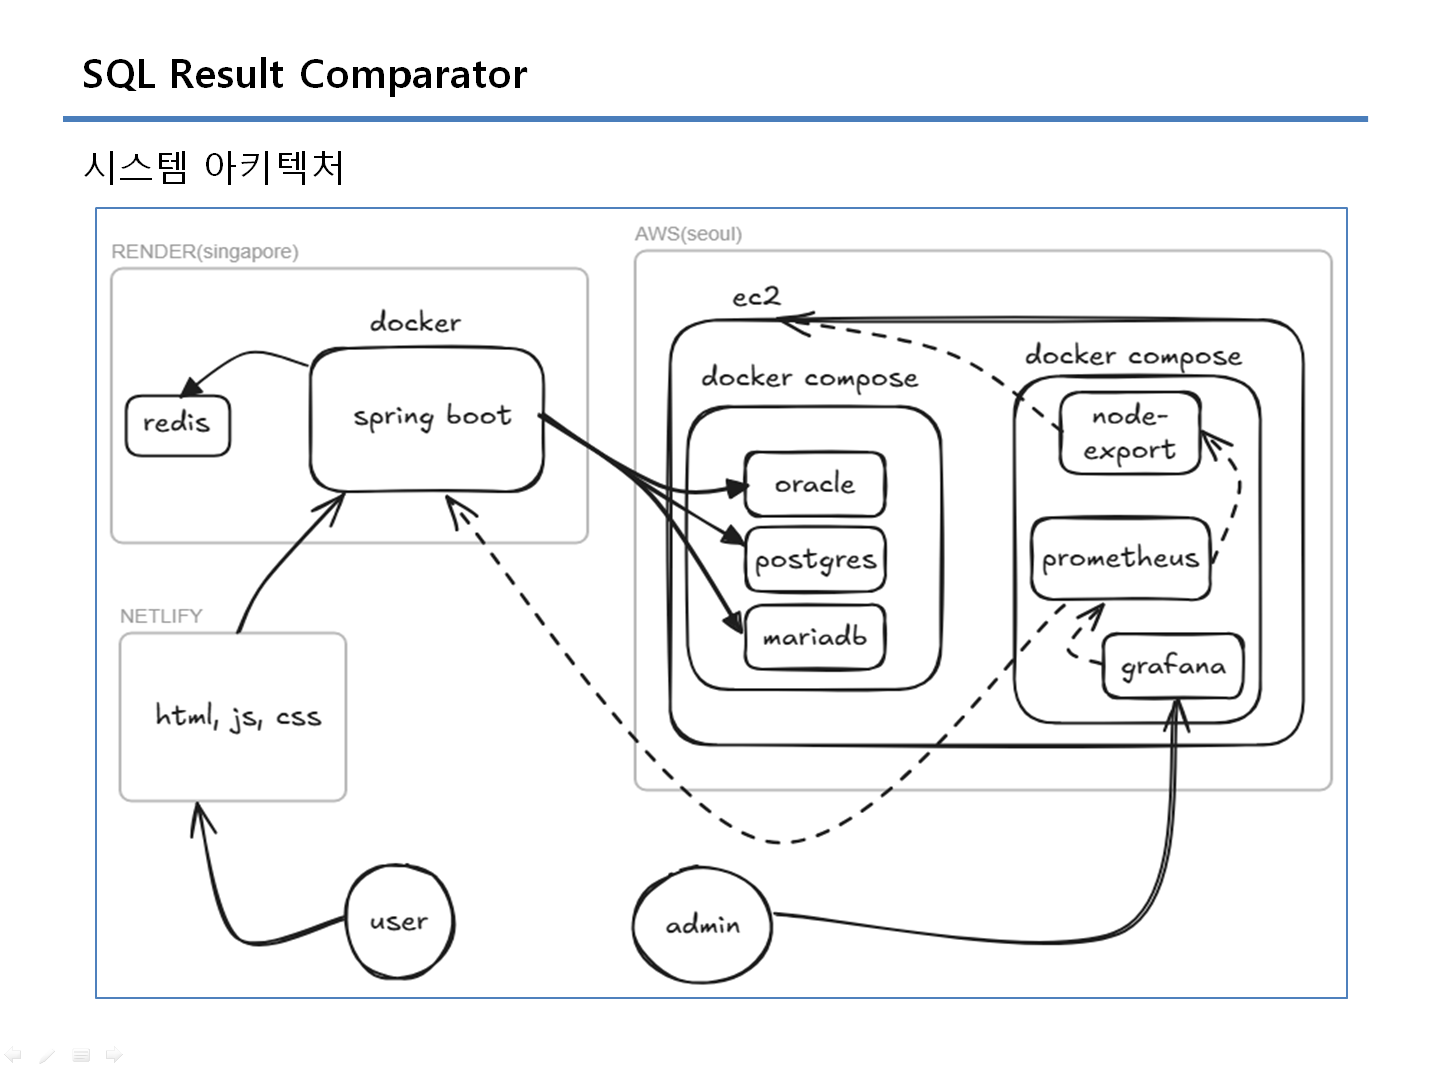 SQL Result Comparator
시스템 아키텍처
RENDER(singapore)
docker
redis
spring boot
NETLIFY
html, js, css
user
AWS(seoul)
ec2
docker compose
oracle
postgres
mariadb
docker compose
node-
export
prometheus
grafana
admin